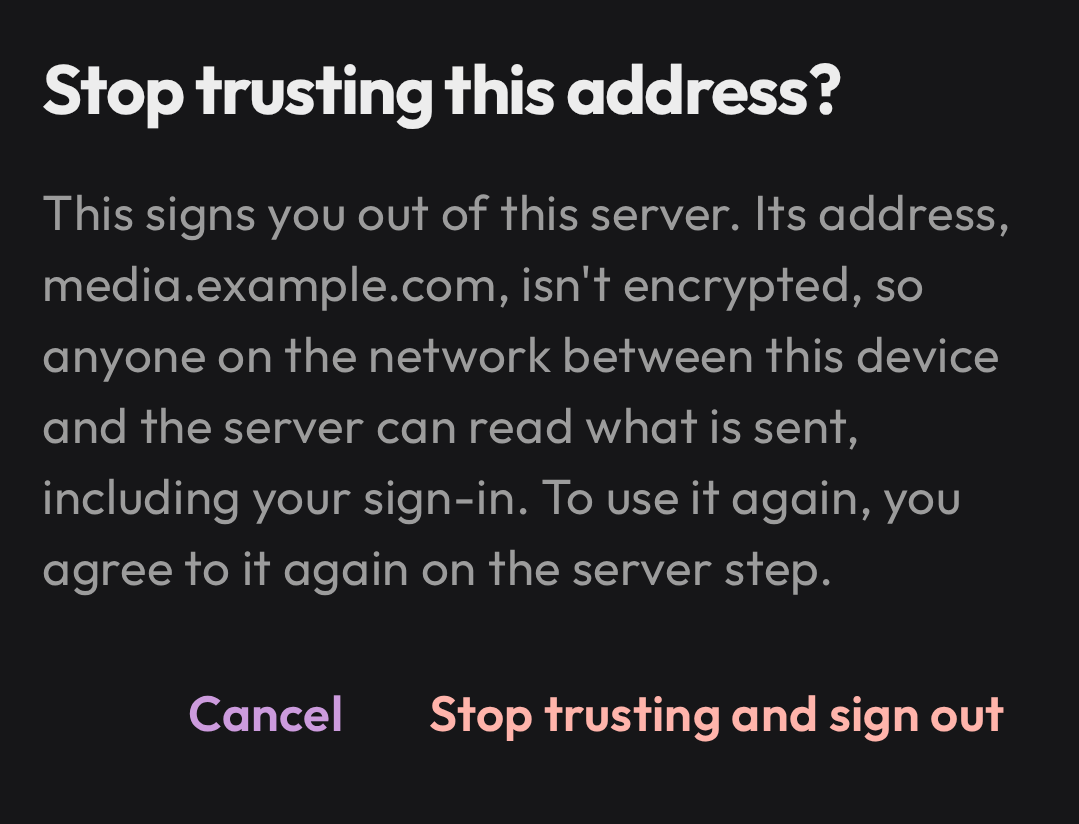 Stop trusting this address?
This signs you out of this server. Its address,
media.example.com, isn't encrypted, so
anyone on the network between this device
and the server can read what is sent,
including your sign-in. To use it again, you
agree to it again on the server step.
Cancel Stop trusting and sign out